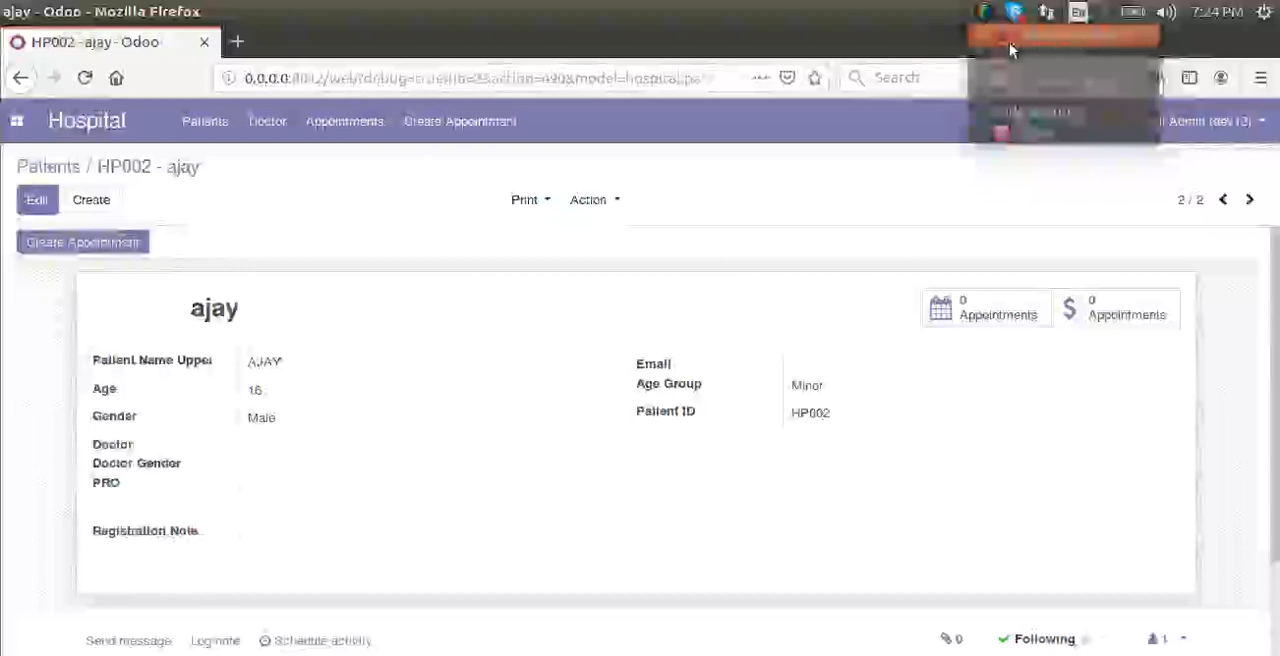 ajay - Odoo - Mozilla Firefox
En
7:24 PM
HP002 - ajay - Odoo
Search
Hospital
Patients
Doctor
Appointments
Create Appointment
Patients / HP002 - ajay
Edit
Create
Print
Action
2 / 2
Create Appointment
ajay
0
Appointments
$
0
Appointments
Patient Name Upper
AJAY
Age
16
Gender
Male
Doctor
Doctor Gender
PRO
Registration Note
Email
Age Group
Minor
Patient ID
HP002
Send message
Log note
Schedule activity
0
Following
1